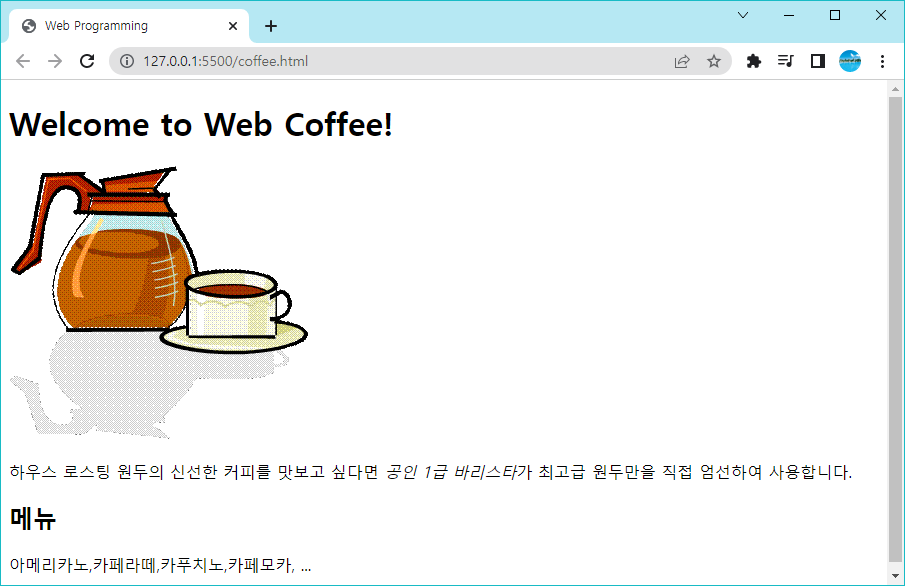 Web Programming
127.0.0.1:5500/coffee.html
Welcome to Web Coffee!
하우스 로스팅 원두의 신선한 커피를 맛보고 싶다면 공인 1급 바리스타가 최고급 원두만을 직접 엄선하여 사용합니다.
메뉴
아메리카노,카페라떼,카푸치노,카페모카, ...